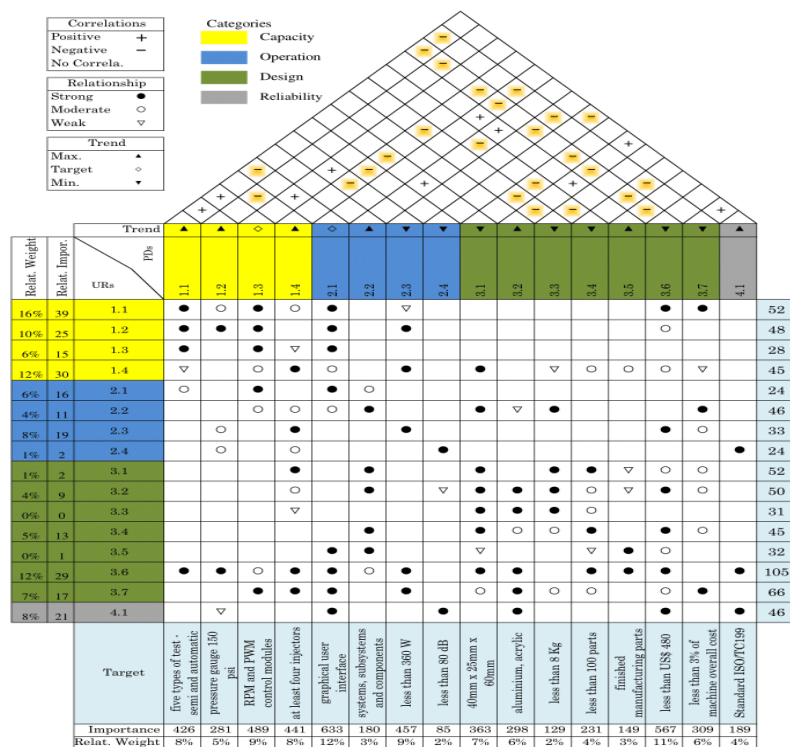 Correlations
Positive +
Negative −
No Correla.
Relationship
Strong ●
Moderate ○
Weak ▽
Trend
Max. ▲
Target ◇
Min. ▼
Categories
Capacity
Operation
Design
Reliability
Trend ▲ ▲ ◇ ▲ ◇ ▲ ▼ ▼ ▼ ▲ ▼ ▼ ▲ ▼ ▼ ▲
Relat. Weight Relat. Impor. URs PDs 1.1 1.2 1.3 1.4 2.1 2.2 2.3 2.4 3.1 3.2 3.3 3.4 3.5 3.6 3.7 4.1
16% 39 1.1 52
10% 25 1.2 48
6% 15 1.3 28
12% 30 1.4 45
6% 16 2.1 24
4% 11 2.2 46
8% 19 2.3 33
1% 2 2.4 24
1% 2 3.1 52
4% 9 3.2 50
0% 0 3.3 31
5% 13 3.4 45
0% 1 3.5 32
12% 29 3.6 105
7% 17 3.7 66
8% 21 4.1 46
Target
five types of test -
semi and automatic
pressure gauge 150
psi
RPM and PWM
control modules
at least four injectors
graphical user
interface
systems, subsystems
and components
less than 360 W
less than 80 dB
40mm x 25mm x
60mm
aluminium, acrylic
less than 8 Kg
less than 100 parts
finished
manufacturing parts
less than US$ 480
less than 3% of
machine overall cost
Standard ISO/TC199
Importance 426 281 489 441 633 180 457 85 363 298 129 231 149 567 309 189
Relat. Weight 8% 5% 9% 8% 12% 3% 9% 2% 7% 6% 2% 4% 3% 11% 6% 4%